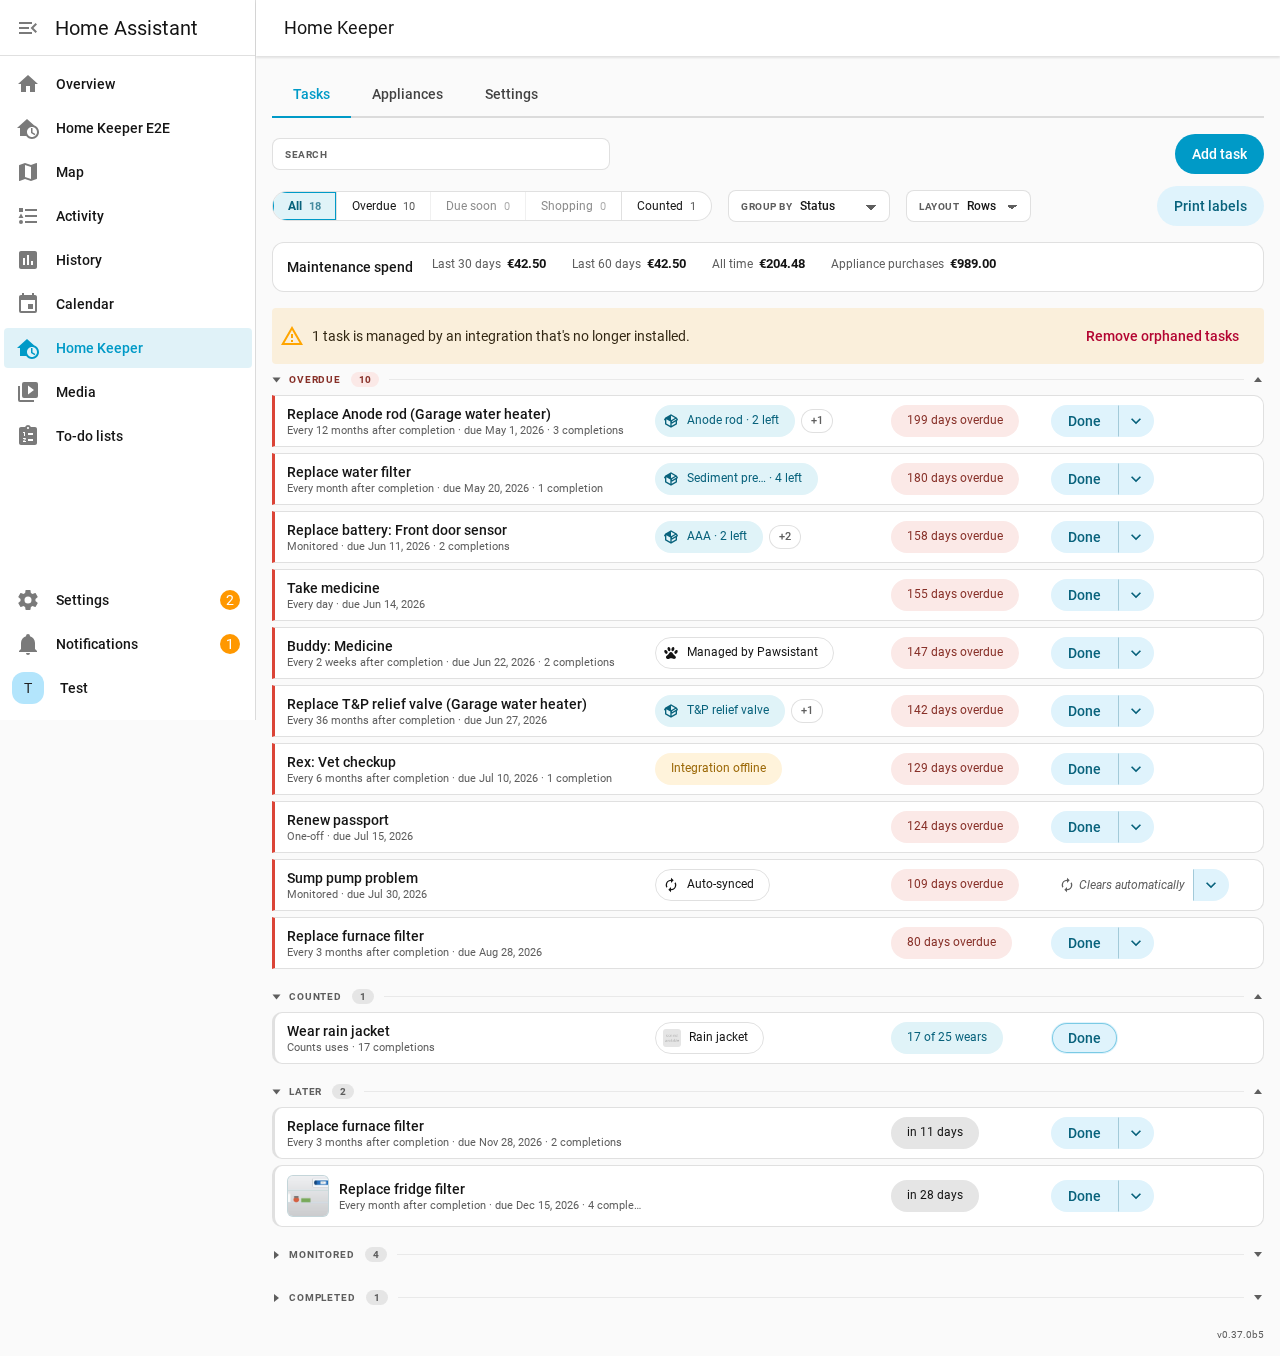 Home Assistant
Home Keeper
Overview
Home Keeper E2E
Map
Activity
History
Calendar
Home Keeper
Media
To-do lists
Settings 2
Notifications 1
T Test
Tasks Appliances Settings
SEARCH
Add task
All 18 Overdue 10 Due soon 0 Shopping 0 Counted 1 GROUP BY Status LAYOUT Rows Print labels
Maintenance spend Last 30 days €42.50 Last 60 days €42.50 All time €204.48 Appliance purchases €989.00
1 task is managed by an integration that's no longer installed. Remove orphaned tasks
OVERDUE 10
Replace Anode rod (Garage water heater)
Every 12 months after completion · due May 1, 2026 · 3 completions
Anode rod · 2 left +1 199 days overdue Done
Replace water filter
Every month after completion · due May 20, 2026 · 1 completion
Sediment pre… · 4 left 180 days overdue Done
Replace battery: Front door sensor
Monitored · due Jun 11, 2026 · 2 completions
AAA · 2 left +2 158 days overdue Done
Take medicine
Every day · due Jun 14, 2026
155 days overdue Done
Buddy: Medicine
Every 2 weeks after completion · due Jun 22, 2026 · 2 completions
Managed by Pawsistant 147 days overdue Done
Replace T&P relief valve (Garage water heater)
Every 36 months after completion · due Jun 27, 2026
T&P relief valve +1 142 days overdue Done
Rex: Vet checkup
Every 6 months after completion · due Jul 10, 2026 · 1 completion
Integration offline 129 days overdue Done
Renew passport
One-off · due Jul 15, 2026
124 days overdue Done
Sump pump problem
Monitored · due Jul 30, 2026
Auto-synced 109 days overdue Clears automatically
Replace furnace filter
Every 3 months after completion · due Aug 28, 2026
80 days overdue Done
COUNTED 1
Wear rain jacket
Counts uses · 17 completions
Rain jacket 17 of 25 wears Done
LATER 2
Replace furnace filter
Every 3 months after completion · due Nov 28, 2026 · 2 completions
in 11 days Done
Replace fridge filter
Every month after completion · due Dec 15, 2026 · 4 comple…
in 28 days Done
MONITORED 4
COMPLETED 1
v0.37.0b5